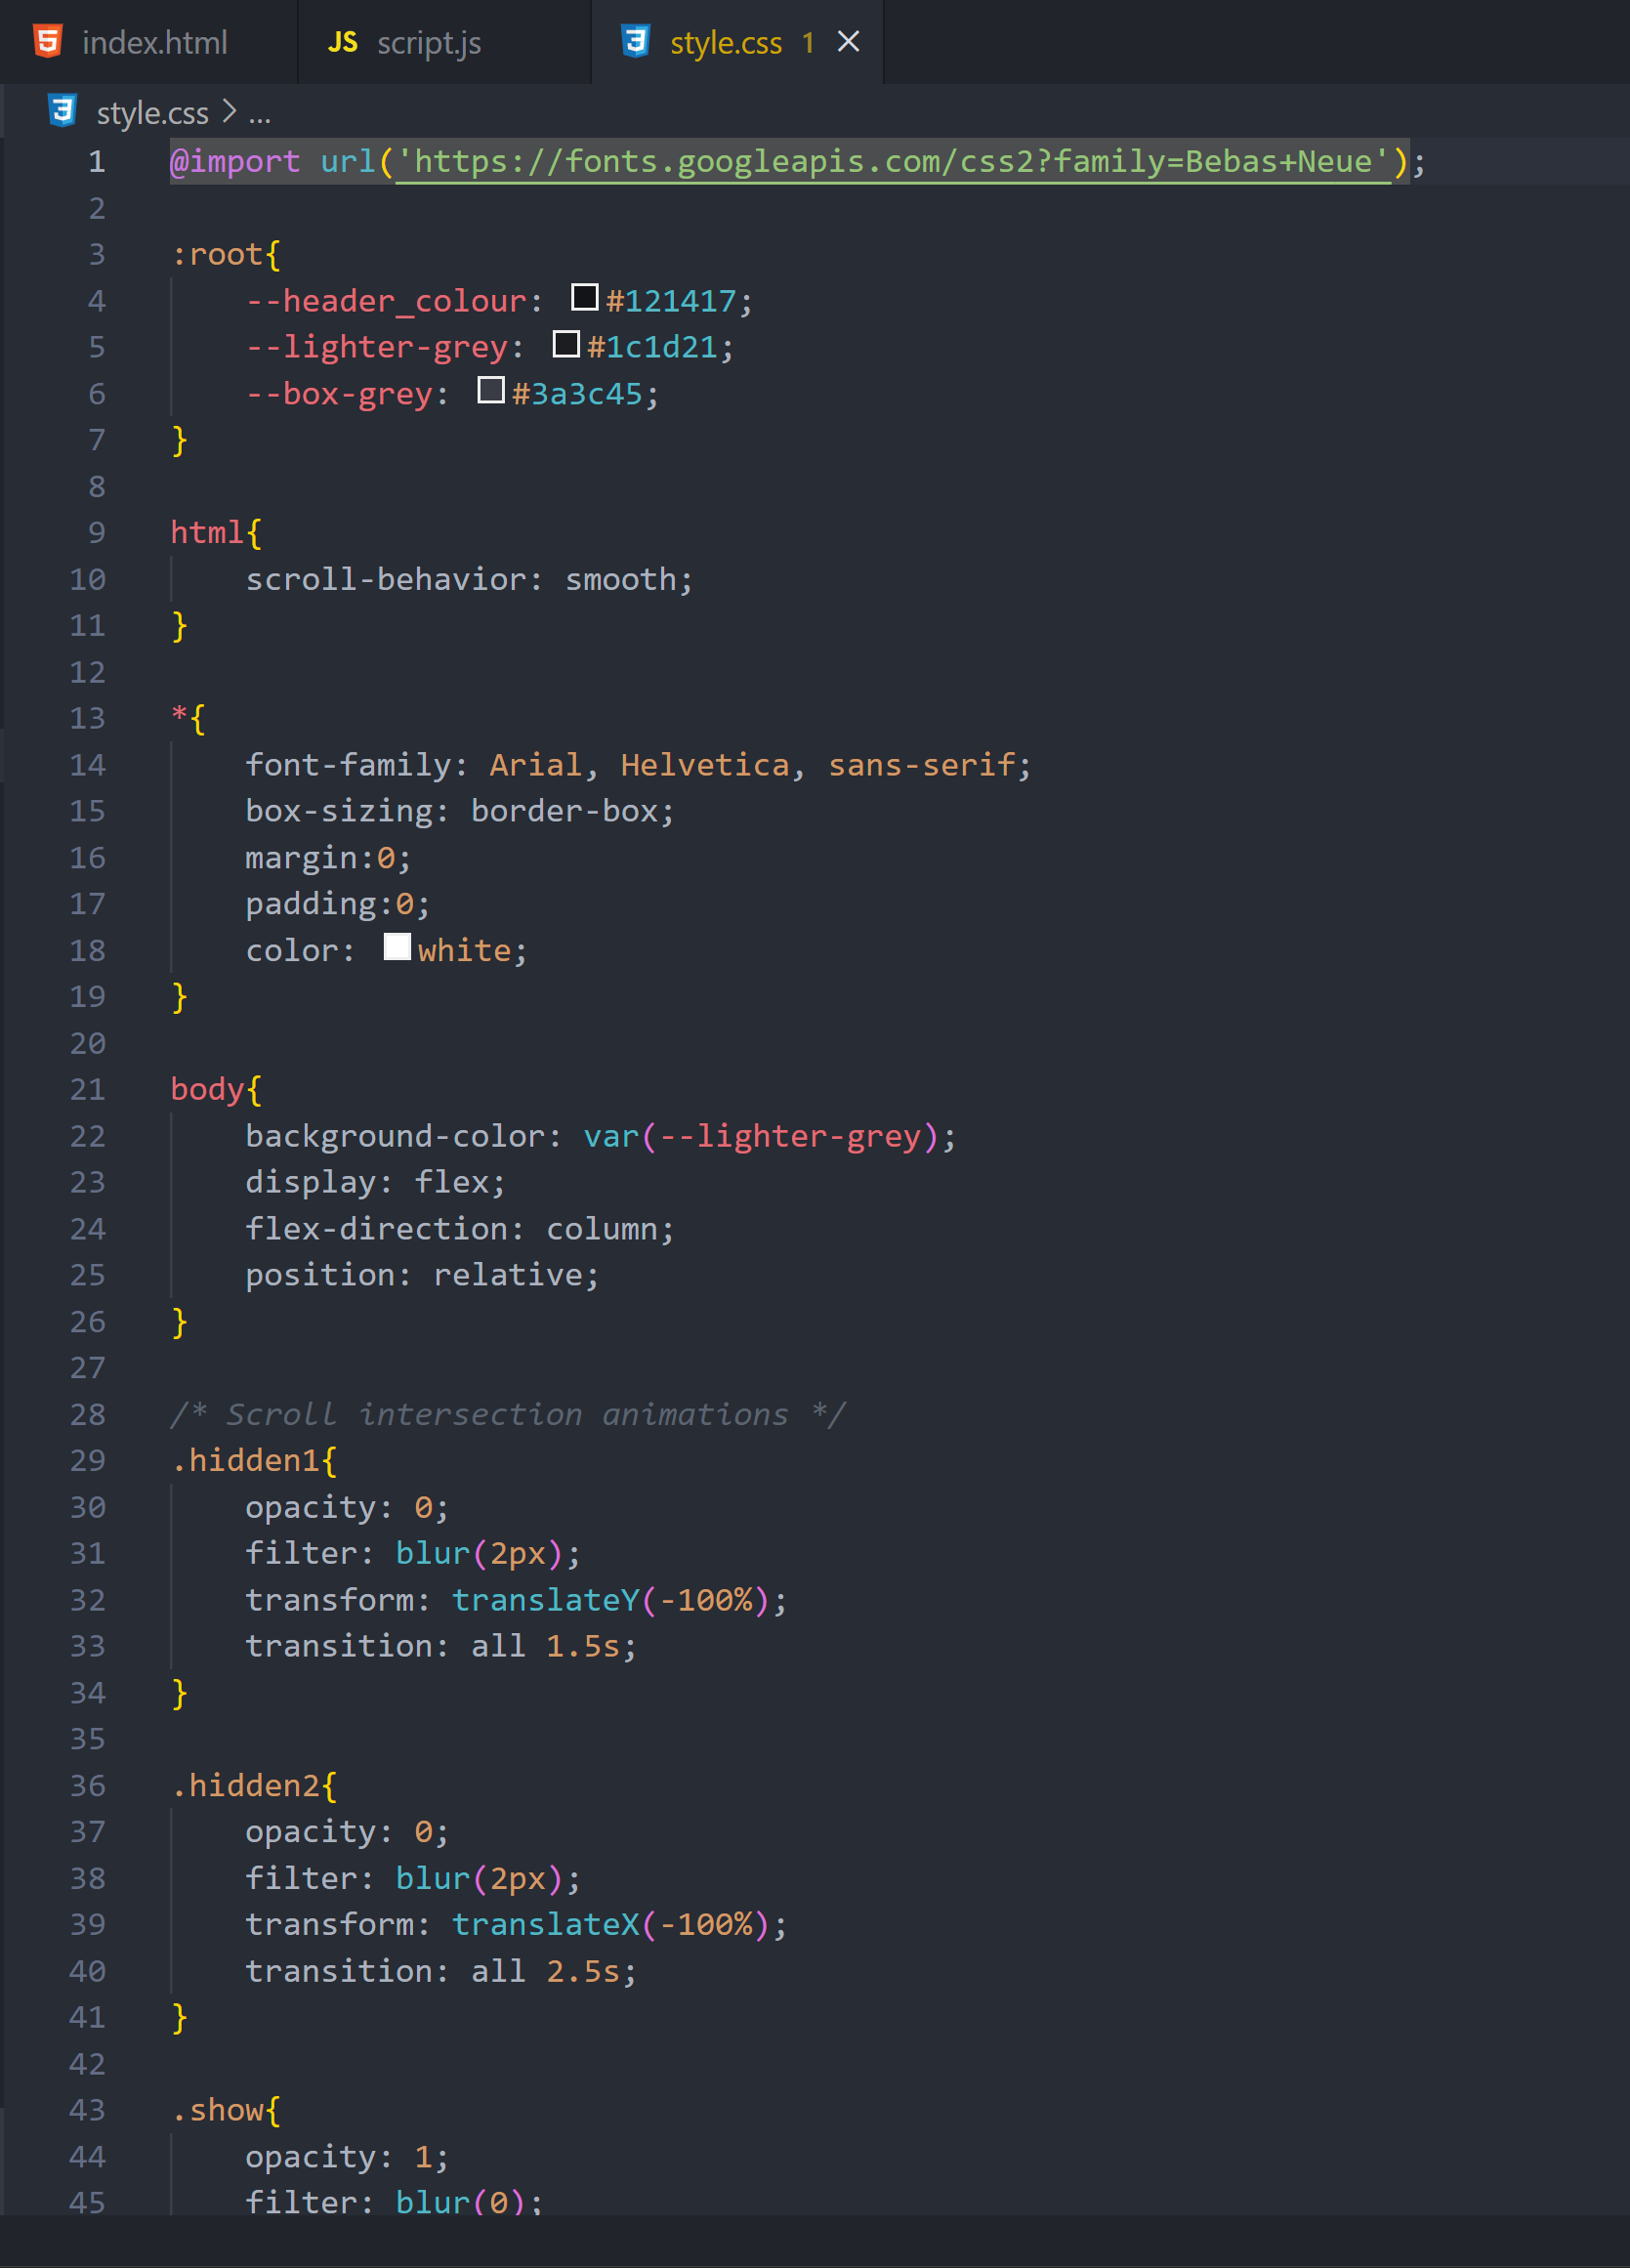 index.html
JS script.js
style.css 1
style.css > ...
1 @import url('https://fonts.googleapis.com/css2?family=Bebas+Neue');
2
3 :root{
4 --header_colour: #121417;
5 --lighter-grey: #1c1d21;
6 --box-grey: #3a3c45;
7 }
8
9 html{
10 scroll-behavior: smooth;
11 }
12
13 *{
14 font-family: Arial, Helvetica, sans-serif;
15 box-sizing: border-box;
16 margin:0;
17 padding:0;
18 color: white;
19 }
20
21 body{
22 background-color: var(--lighter-grey);
23 display: flex;
24 flex-direction: column;
25 position: relative;
26 }
27
28 /* Scroll intersection animations */
29 .hidden1{
30 opacity: 0;
31 filter: blur(2px);
32 transform: translateY(-100%);
33 transition: all 1.5s;
34 }
35
36 .hidden2{
37 opacity: 0;
38 filter: blur(2px);
39 transform: translateX(-100%);
40 transition: all 2.5s;
41 }
42
43 .show{
44 opacity: 1;
45 filter: blur(0);